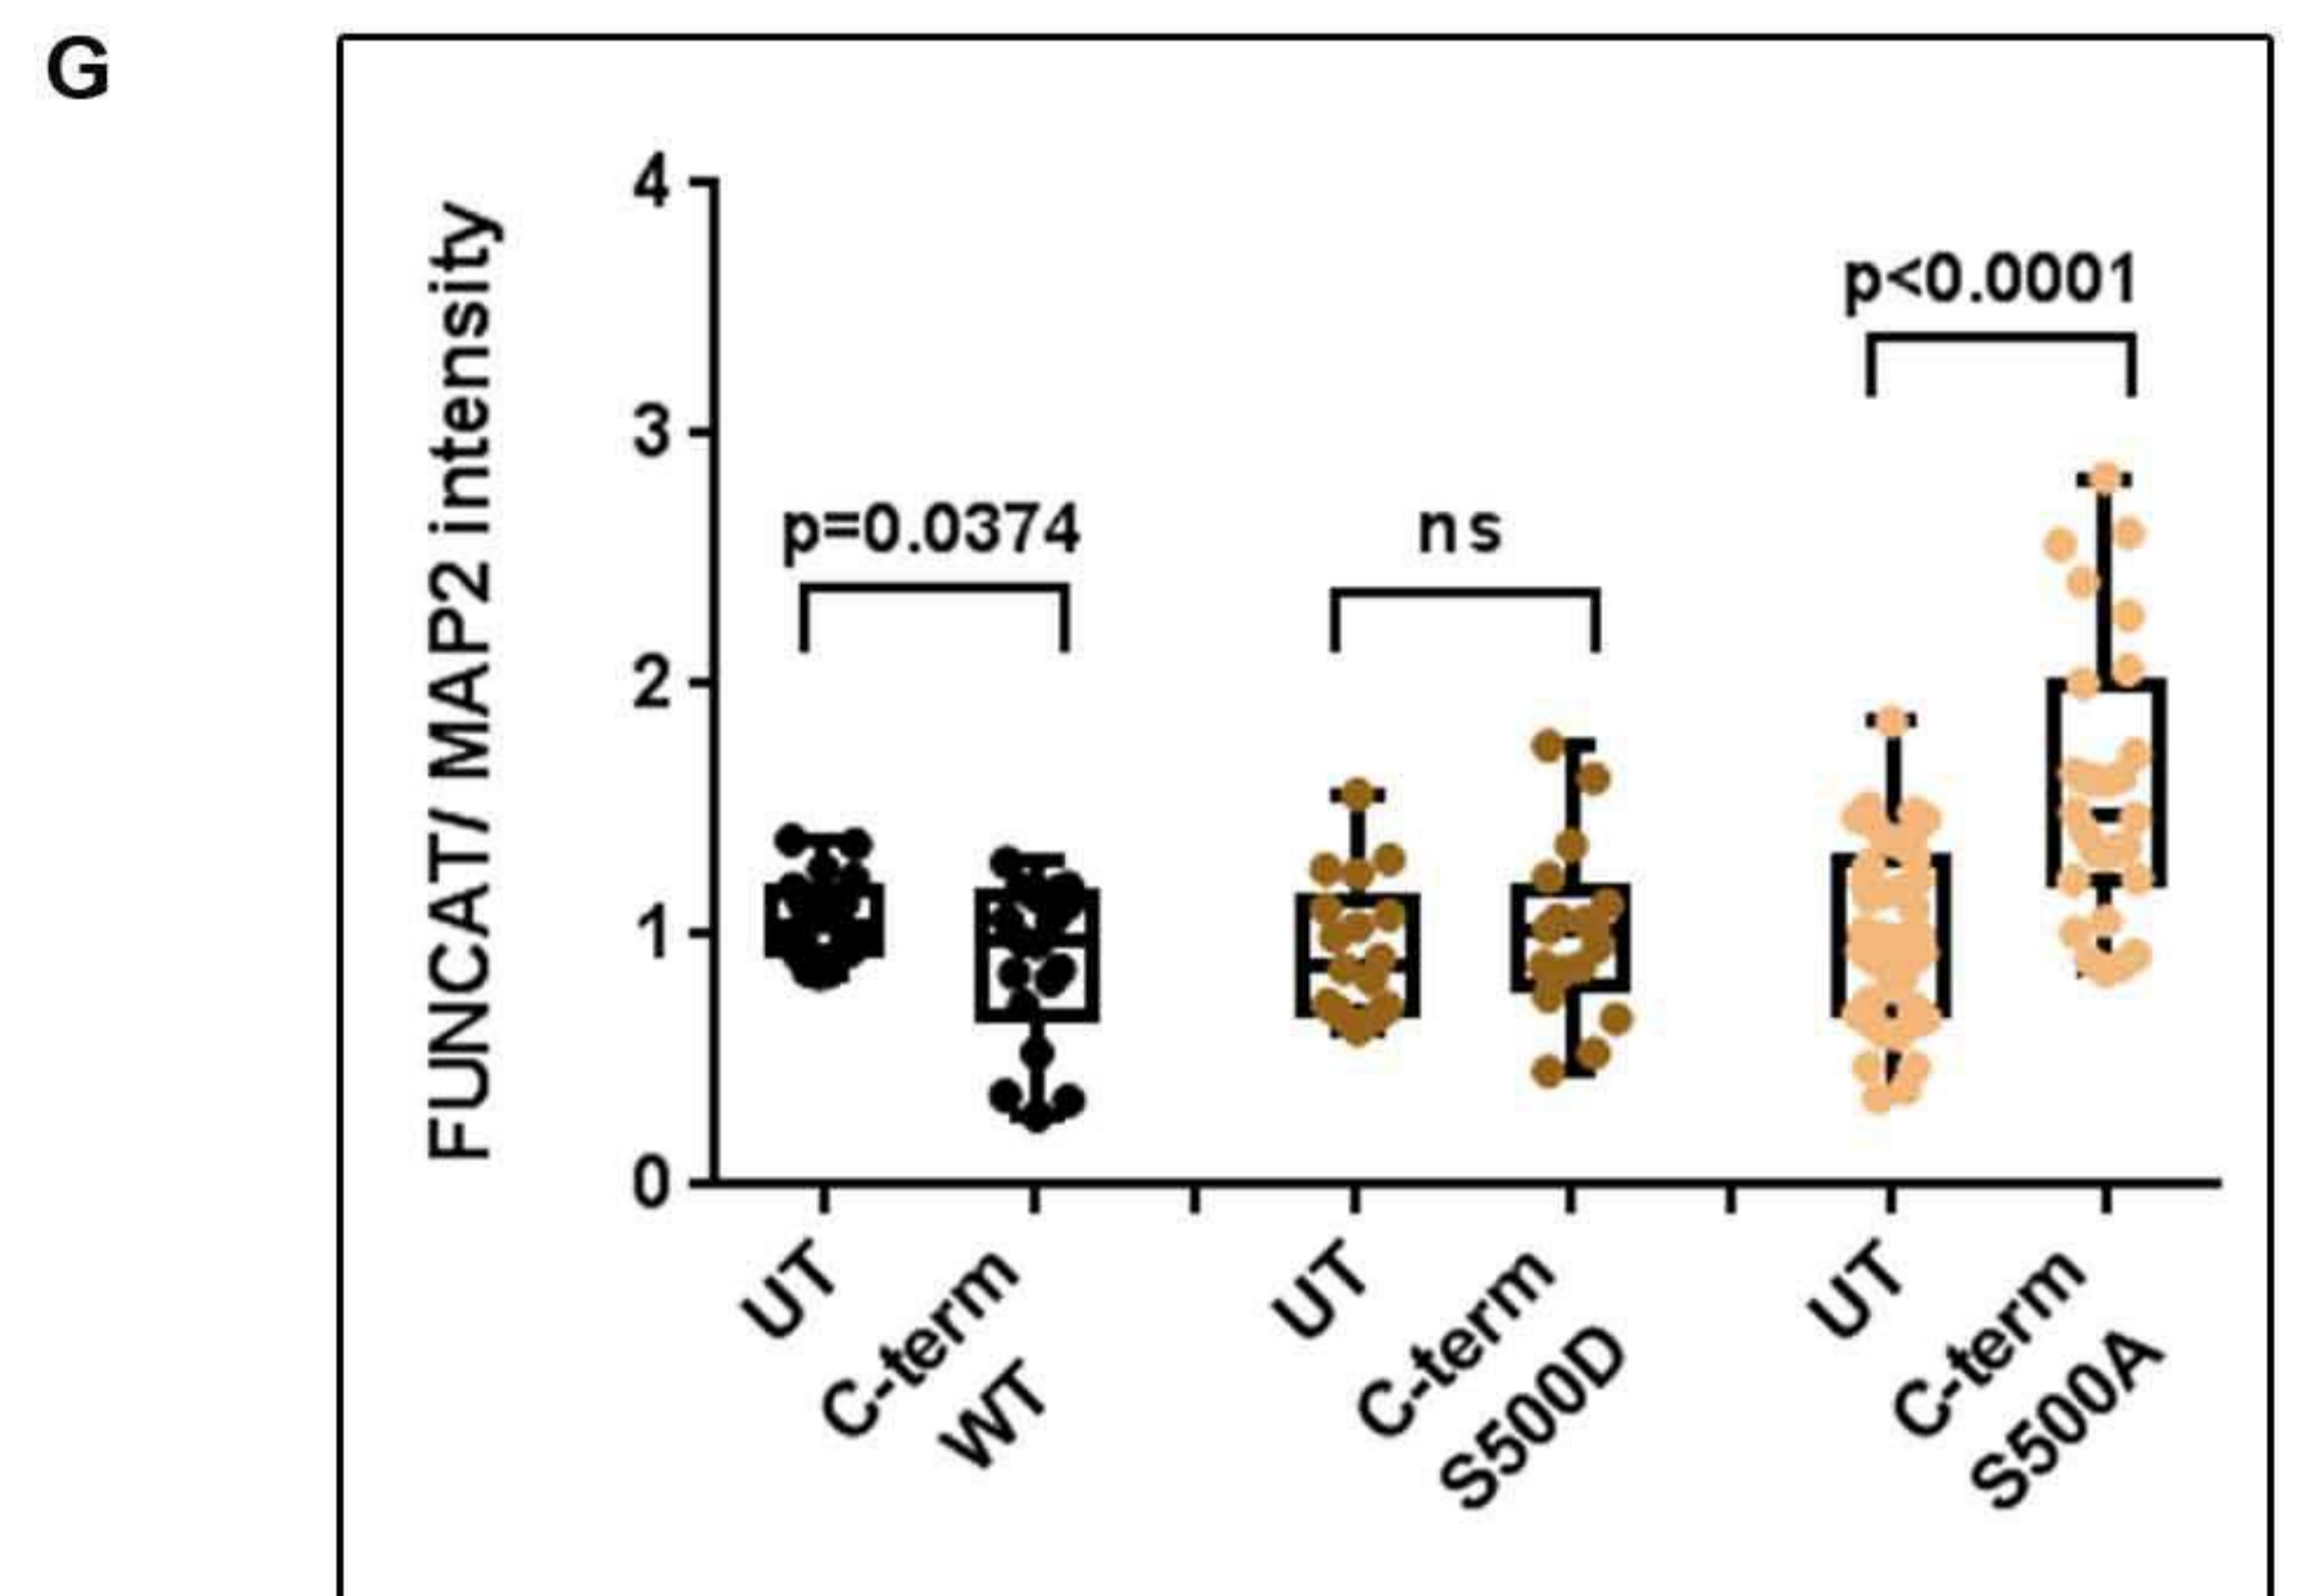 G
FUNCAT/ MAP2 intensity
4
3
2
1
0
p=0.0374
ns
p<0.0001
UT
C-term
WT
UT
C-term
S500D
UT
C-term
S500A